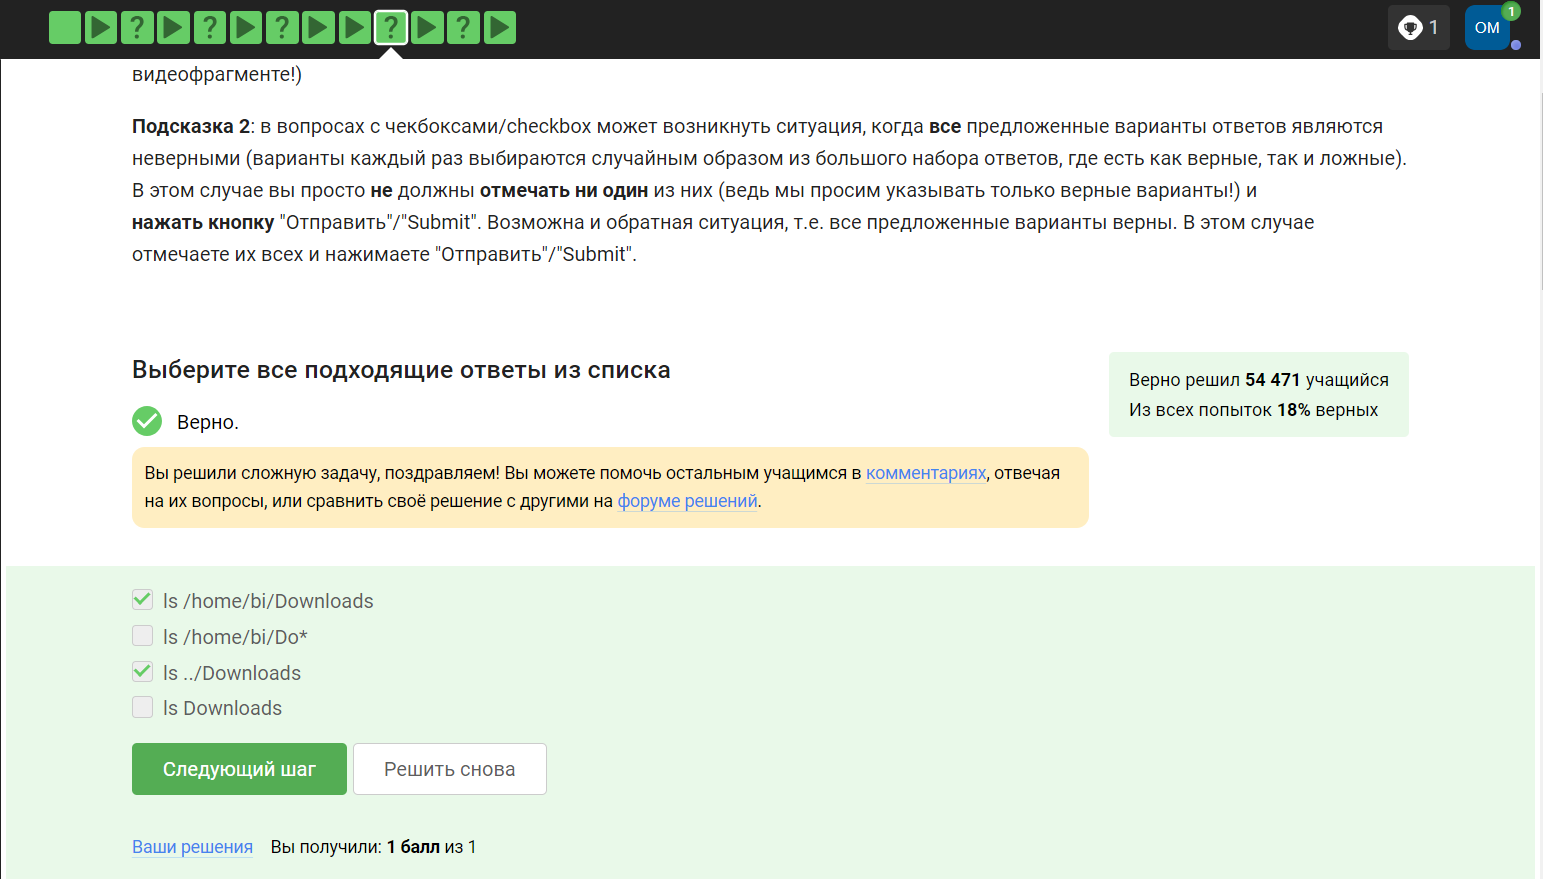 ? ? ? ? ?
1
OM
1
видеофрагменте!)
Подсказка 2: в вопросах с чекбоксами/checkbox может возникнуть ситуация, когда все предложенные варианты ответов являются
неверными (варианты каждый раз выбираются случайным образом из большого набора ответов, где есть как верные, так и ложные).
В этом случае вы просто не должны отмечать ни один из них (ведь мы просим указывать только верные варианты!) и
нажать кнопку "Отправить"/"Submit". Возможна и обратная ситуация, т.е. все предложенные варианты верны. В этом случае
отмечаете их всех и нажимаете "Отправить"/"Submit".
Выберите все подходящие ответы из списка
Верно решил 54 471 учащийся
Из всех попыток 18% верных
Верно.
Вы решили сложную задачу, поздравляем! Вы можете помочь остальным учащимся в комментариях, отвечая
на их вопросы, или сравнить своё решение с другими на форуме решений.
ls /home/bi/Downloads
ls /home/bi/Do*
ls ../Downloads
ls Downloads
Следующий шаг
Решить снова
Ваши решения Вы получили: 1 балл из 1